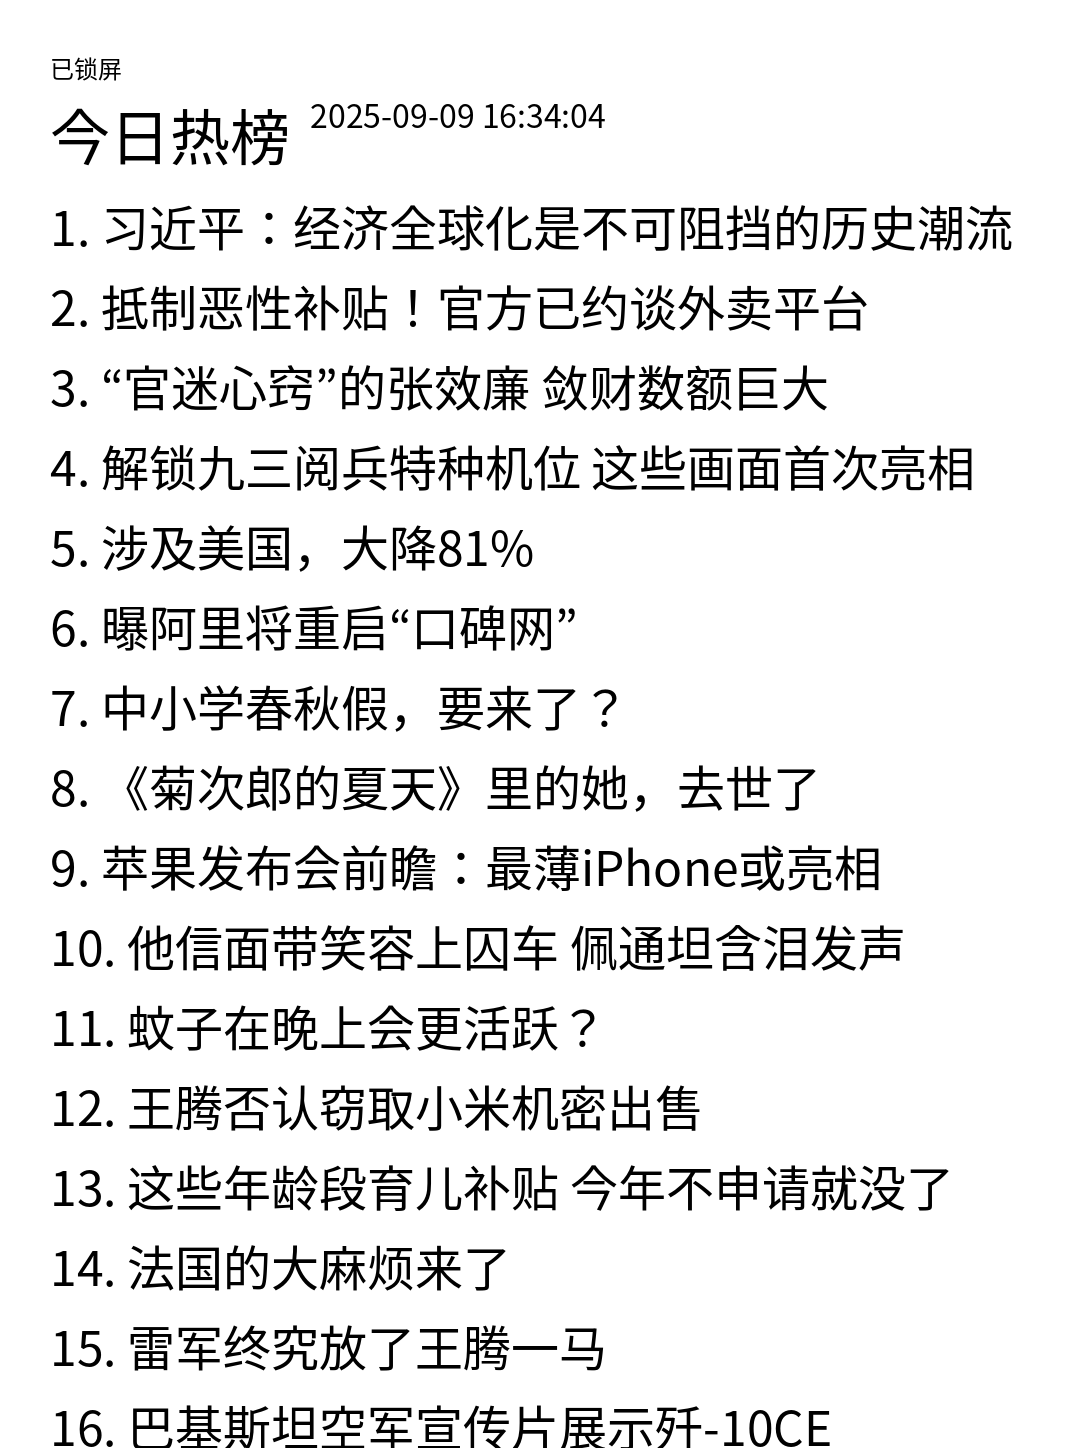 已锁屏
今日热榜 2025-09-09 16:34:04
1. 习近平：经济全球化是不可阻挡的历史潮流
2. 抵制恶性补贴！官方已约谈外卖平台
3. “官迷心窍”的张效廉 敛财数额巨大
4. 解锁九三阅兵特种机位 这些画面首次亮相
5. 涉及美国，大降81%
6. 曝阿里将重启“口碑网”
7. 中小学春秋假，要来了？
8. 《菊次郎的夏天》里的她，去世了
9. 苹果发布会前瞻：最薄iPhone或亮相
10. 他信面带笑容上囚车 佩通坦含泪发声
11. 蚊子在晚上会更活跃？
12. 王腾否认窃取小米机密出售
13. 这些年龄段育儿补贴 今年不申请就没了
14. 法国的大麻烦来了
15. 雷军终究放了王腾一马
16. 巴基斯坦空军宣传片展示歼-10CE